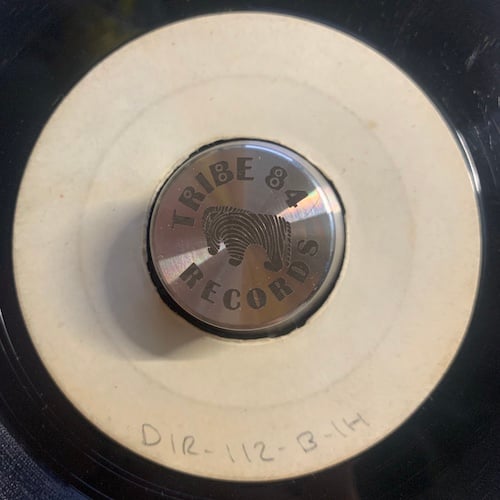 TRIBE 84
RECORDS
DIR-112-B-1H